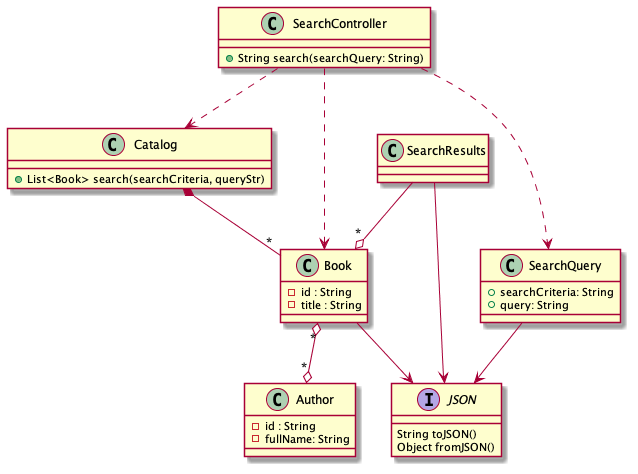 C SearchController
String search(searchQuery: String)
C Catalog
List<Book> search(searchCriteria, queryStr)
C SearchResults
*
*
C Book
id : String
title : String
C SearchQuery
searchCriteria: String
query: String
*
*
C Author
id : String
fullName: String
I JSON
String toJSON()
Object fromJSON()